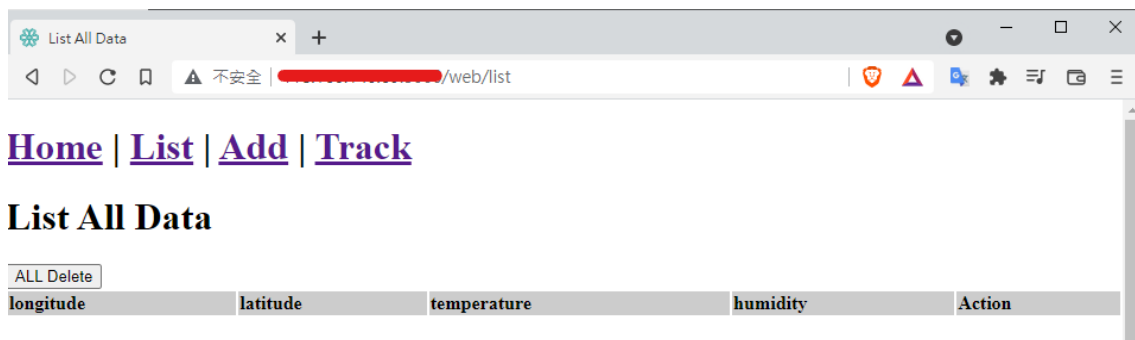 List All Data
不安全 /web/list
Home | List | Add | Track
List All Data
ALL Delete
longitude latitude temperature humidity Action